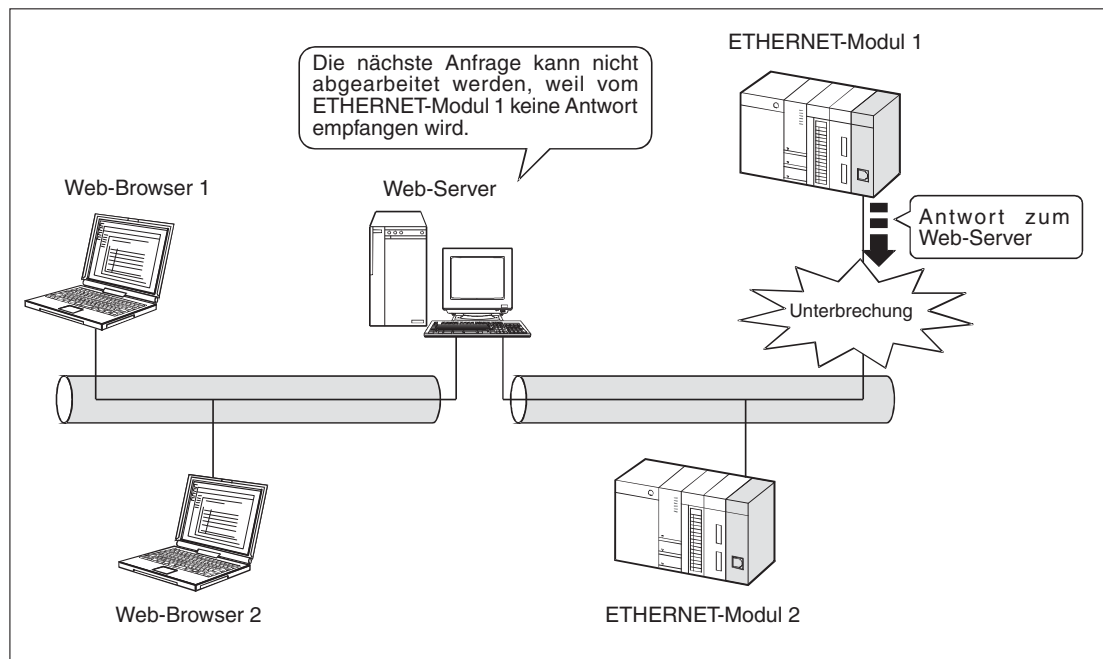 ETHERNET-Modul 1
Die nächste Anfrage kann nicht
abgearbeitet werden, weil vom
ETHERNET-Modul 1 keine Antwort
empfangen wird.
Web-Browser 1
Web-Server
Antwort zum
Web-Server
Unterbrechung
Web-Browser 2
ETHERNET-Modul 2